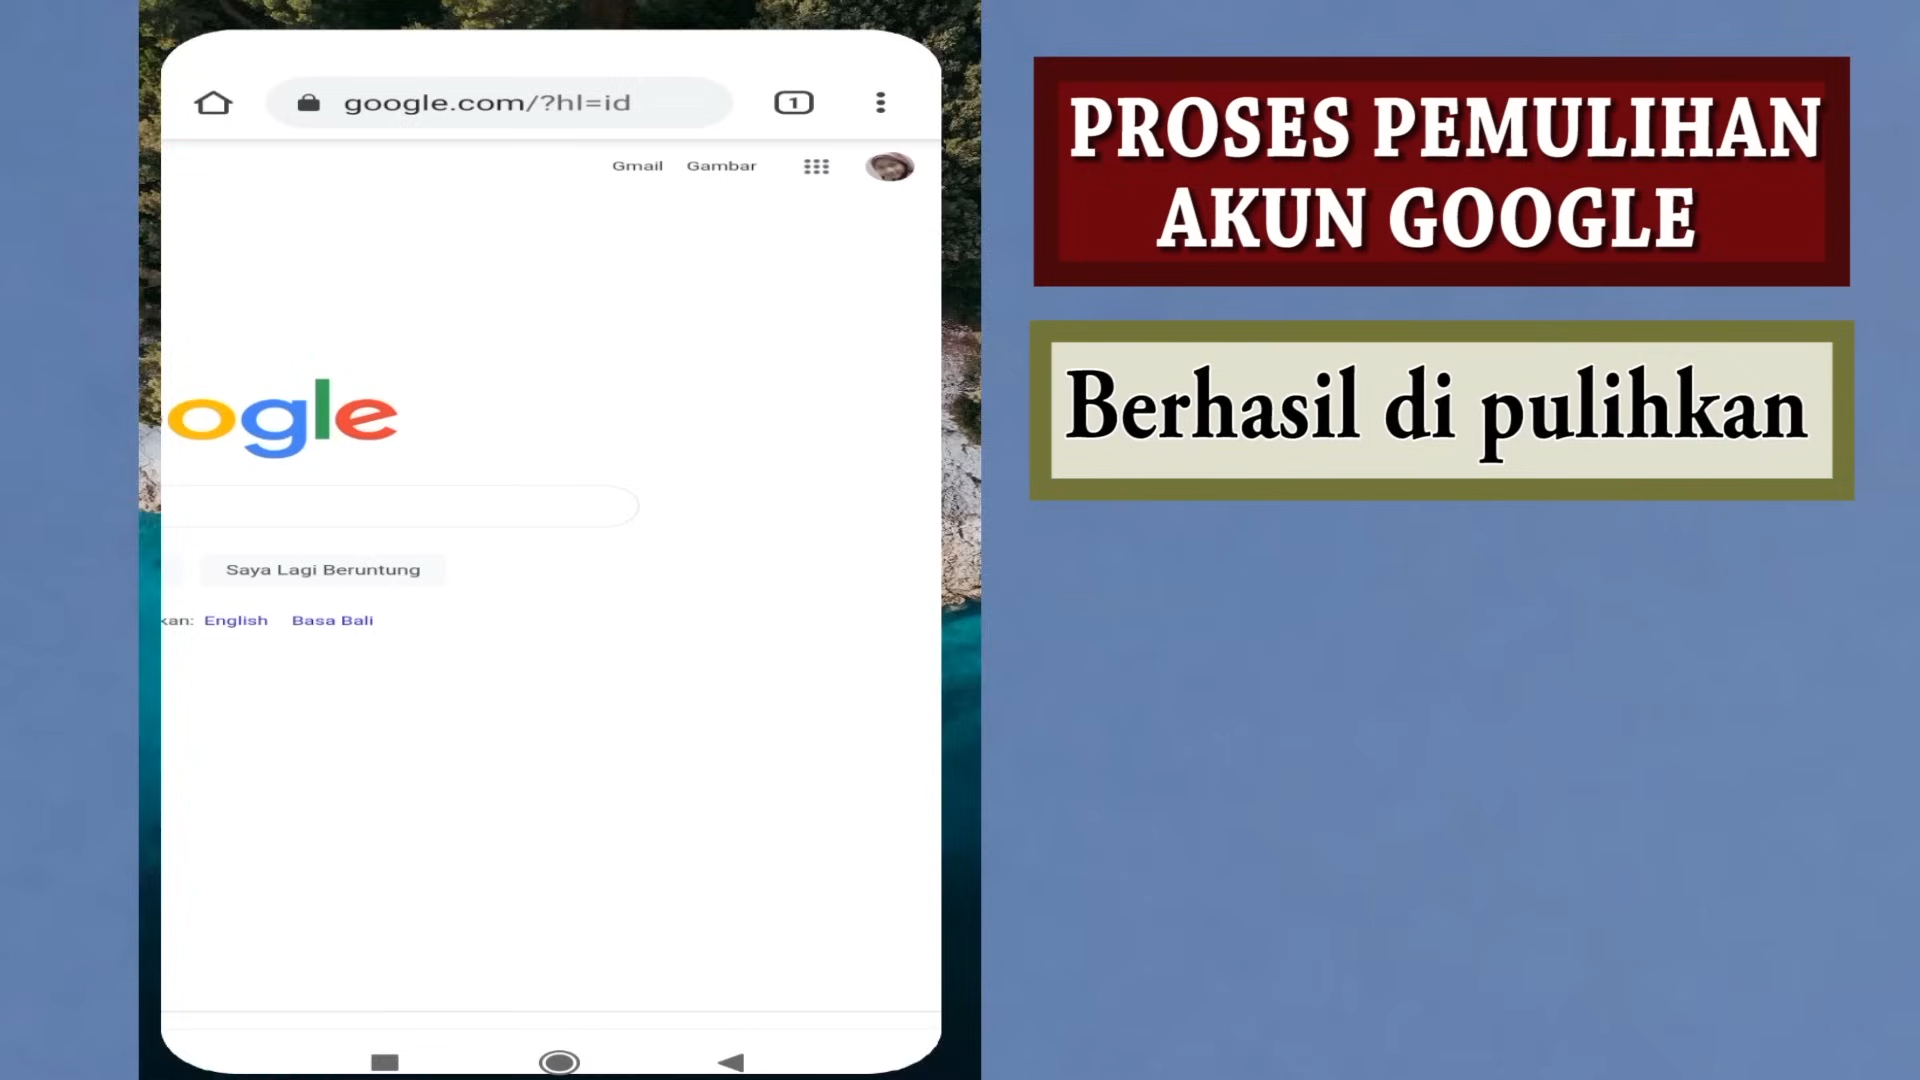 google.com/?hl=id
1
Gmail Gambar
ogle
Saya Lagi Beruntung
kan: English Basa Bali
PROSES PEMULIHAN
AKUN GOOGLE
Berhasil di pulihkan